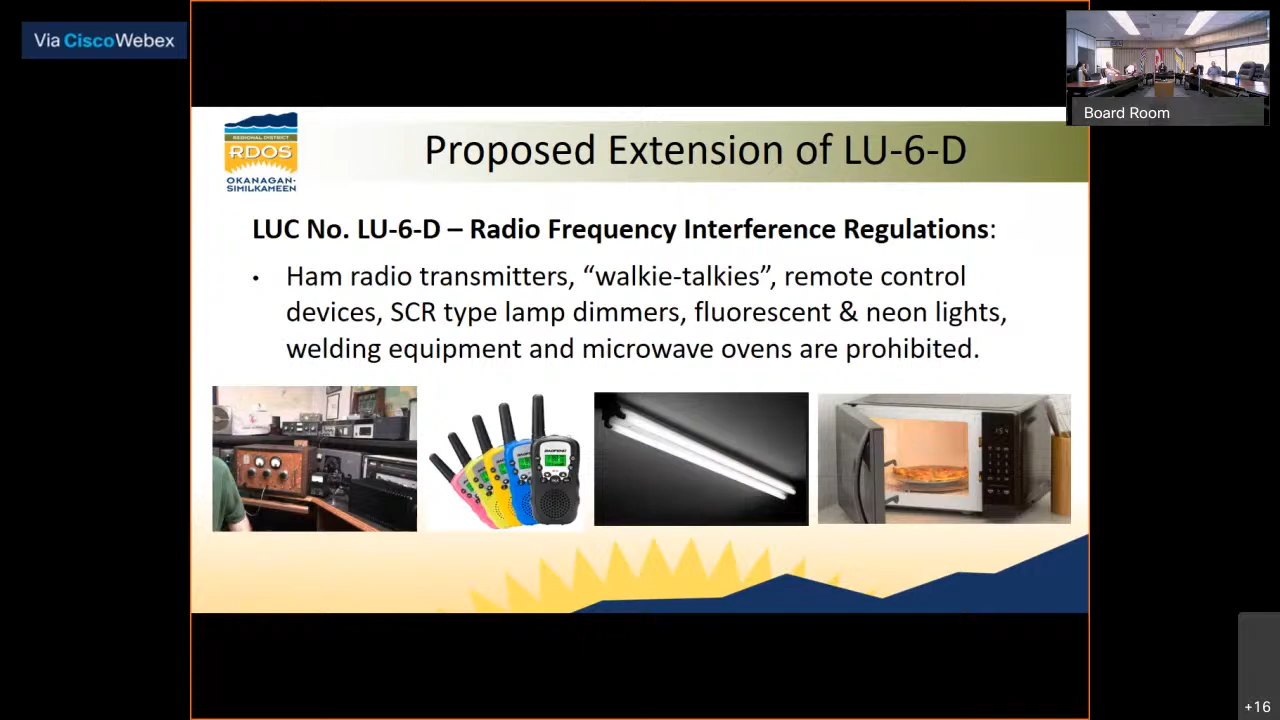 Via CiscoWebex
Board Room
REGIONAL DISTRICT
RDOS
OKANAGAN-
SIMILKAMEEN
Proposed Extension of LU-6-D
LUC No. LU-6-D – Radio Frequency Interference Regulations:
• Ham radio transmitters, “walkie-talkies”, remote control
devices, SCR type lamp dimmers, fluorescent & neon lights,
welding equipment and microwave ovens are prohibited.
BAOFENG
+16